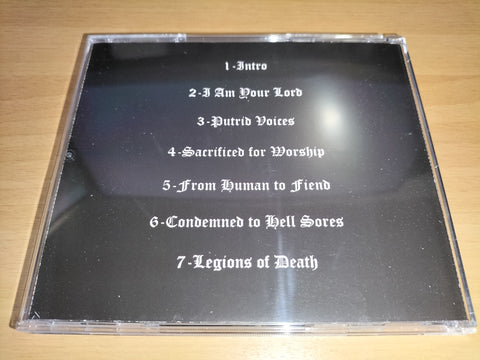 1-Intro
2-I Am Your Lord
3-Putrid Voices
4-Sacrificed for Worship
5-From Human to Fiend
6-Condemned to Hell Sores
7-Legions of Death